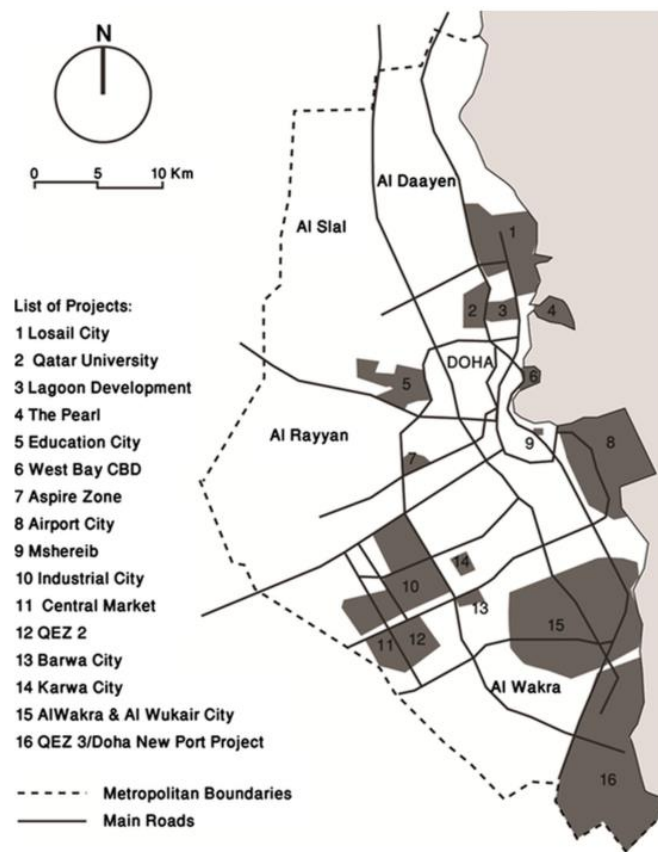 N
0 5 10 Km
Al Daayen
Al Slal
1
2 3 4
List of Projects:
1 Losail City
2 Qatar University
3 Lagoon Development
4 The Pearl
5 Education City
6 West Bay CBD
7 Aspire Zone
8 Airport City
9 Mshereib
10 Industrial City
11 Central Market
12 QEZ 2
13 Barwa City
14 Karwa City
15 AlWakra & Al Wukair City
16 QEZ 3/Doha New Port Project
Metropolitan Boundaries
Main Roads
DOHA
5
6
Al Rayyan
9
8
7
14
10
13
15
11 12
Al Wakra
16